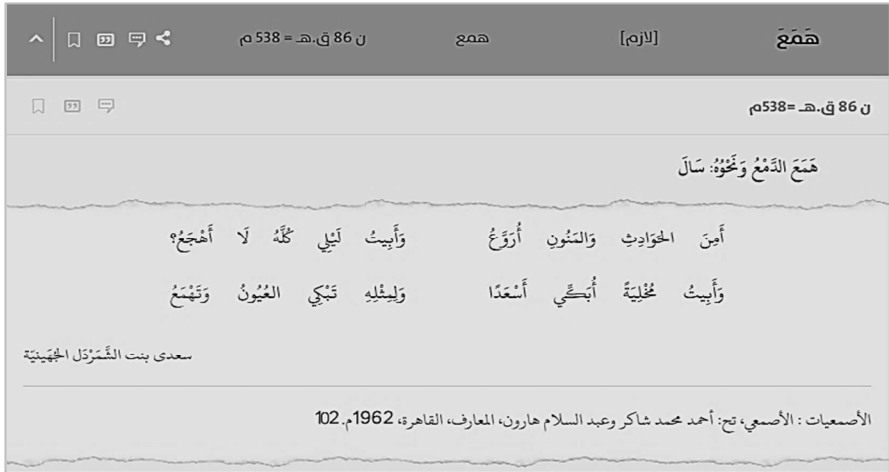 هَمَعَ [لازم] همع ن 86 ق.هـ = 538 م
ن 86 ق.هـ =538م
هَمَعَ الدَّمْعُ وَنَحْوُهُ: سَالَ
أَمِنَ الحَوَادِثِ وَالمَنُونِ أُرَوَّعُ وَأَبِيتُ لَيْلِي كُلَّهُ لَا أَهْجَعُ؟
وَأَبِيتُ مُخْلِيَةً أُبَكِّي أَسْعَدًا وَلِمِثْلِهِ تَبْكِي العُيُونُ وَتَهْمَعُ
سعدى بنت الشَّمَرْدَل الجُهَينيّة
الأصمعيات : الأصمعي، تح: أحمد محمد شاكر وعبد السلام هارون، المعارف، القاهرة، 1962م. 102